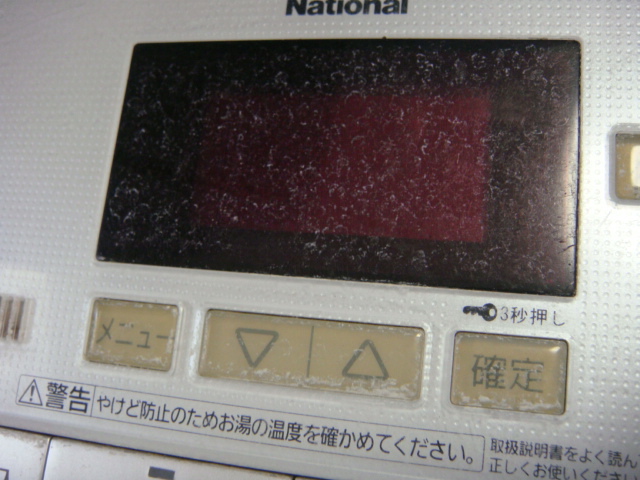 National
3秒押し
メニュー
▽
△
確定
⚠警告
やけど防止のためお湯の温度を確かめてください。
取扱説明書をよく読ん
正しくお使いくださ